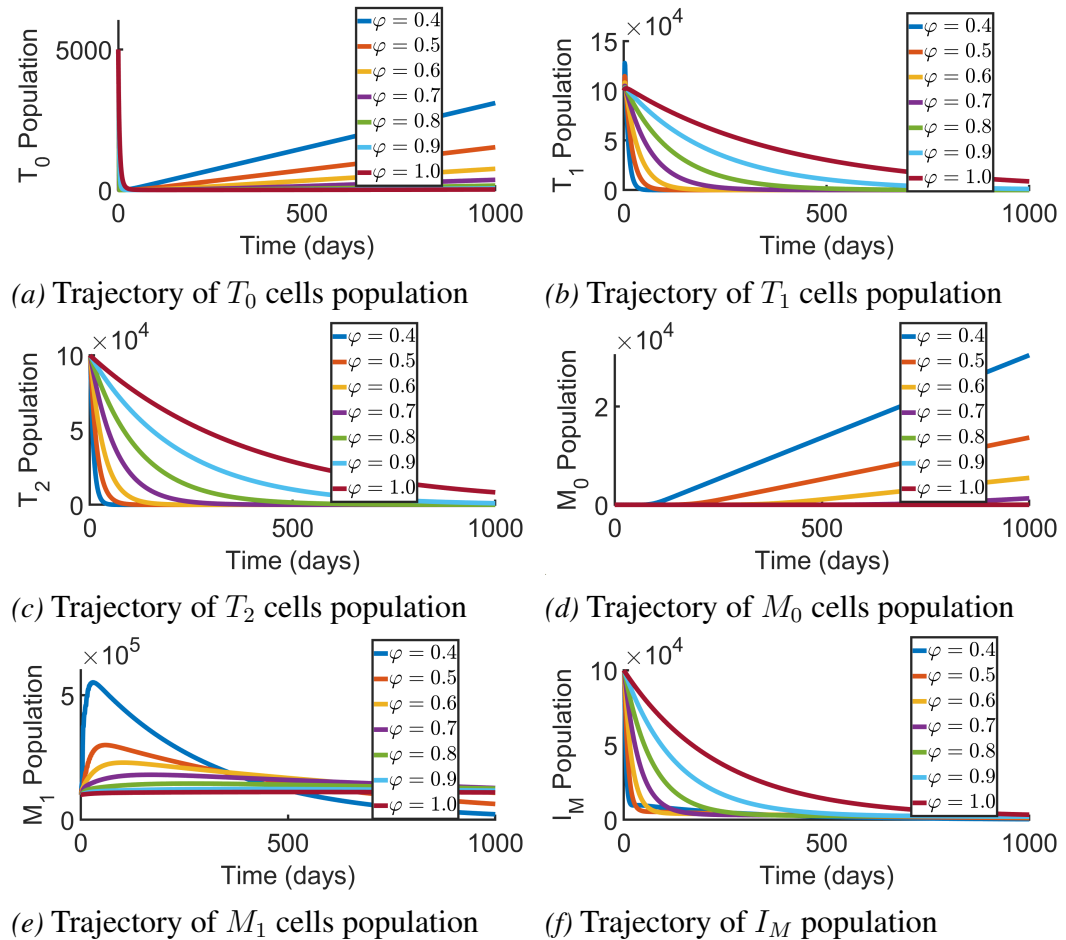 T0 Population
5000
0
0
500
1000
Time (days)
φ = 0.4
φ = 0.5
φ = 0.6
φ = 0.7
φ = 0.8
φ = 0.9
φ = 1.0
(a) Trajectory of T0 cells population
T1 Population
×10^4
15
10
5
0
0
500
1000
Time (days)
φ = 0.4
φ = 0.5
φ = 0.6
φ = 0.7
φ = 0.8
φ = 0.9
φ = 1.0
(b) Trajectory of T1 cells population
T2 Population
×10^4
10
5
0
0
500
1000
Time (days)
φ = 0.4
φ = 0.5
φ = 0.6
φ = 0.7
φ = 0.8
φ = 0.9
φ = 1.0
(c) Trajectory of T2 cells population
M0 Population
×10^4
2
0
0
500
1000
Time (days)
φ = 0.4
φ = 0.5
φ = 0.6
φ = 0.7
φ = 0.8
φ = 0.9
φ = 1.0
(d) Trajectory of M0 cells population
M1 Population
×10^5
5
0
0
500
1000
Time (days)
φ = 0.4
φ = 0.5
φ = 0.6
φ = 0.7
φ = 0.8
φ = 0.9
φ = 1.0
(e) Trajectory of M1 cells population
IM Population
×10^4
10
5
0
0
500
1000
Time (days)
φ = 0.4
φ = 0.5
φ = 0.6
φ = 0.7
φ = 0.8
φ = 0.9
φ = 1.0
(f) Trajectory of IM population